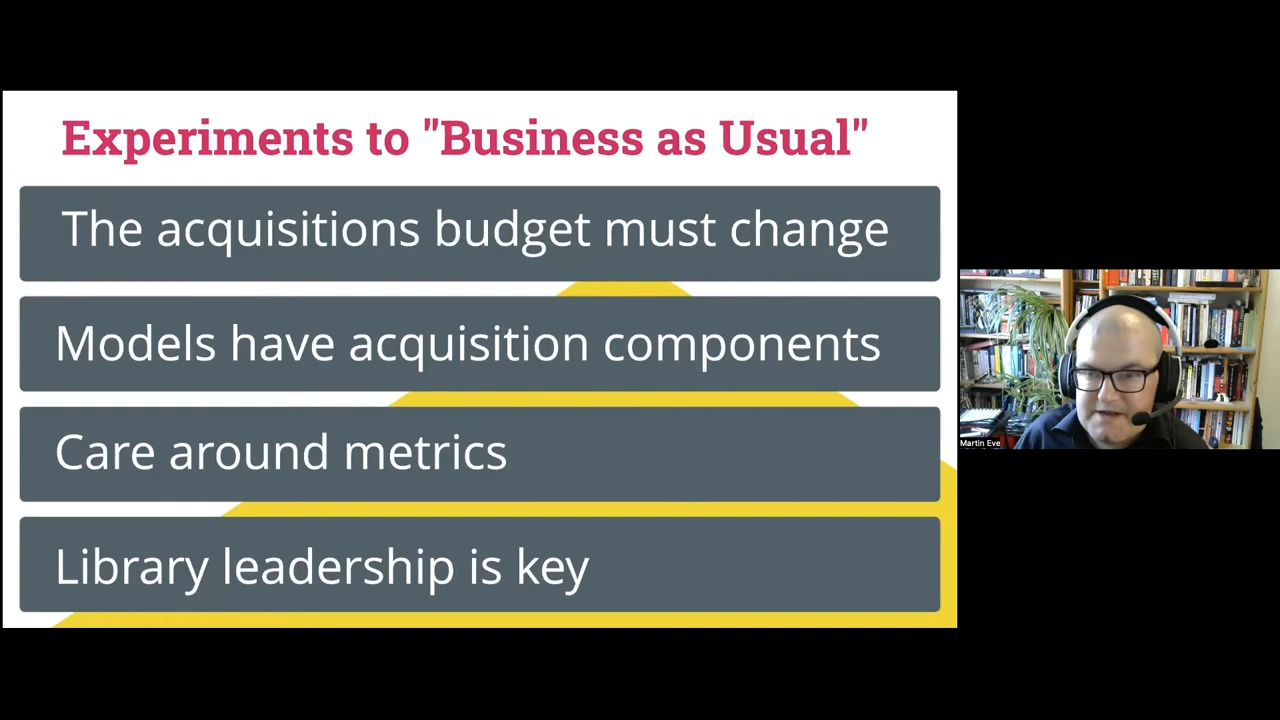 Experiments to "Business as Usual"
The acquisitions budget must change
Models have acquisition components
Care around metrics
Library leadership is key
Martin Eve